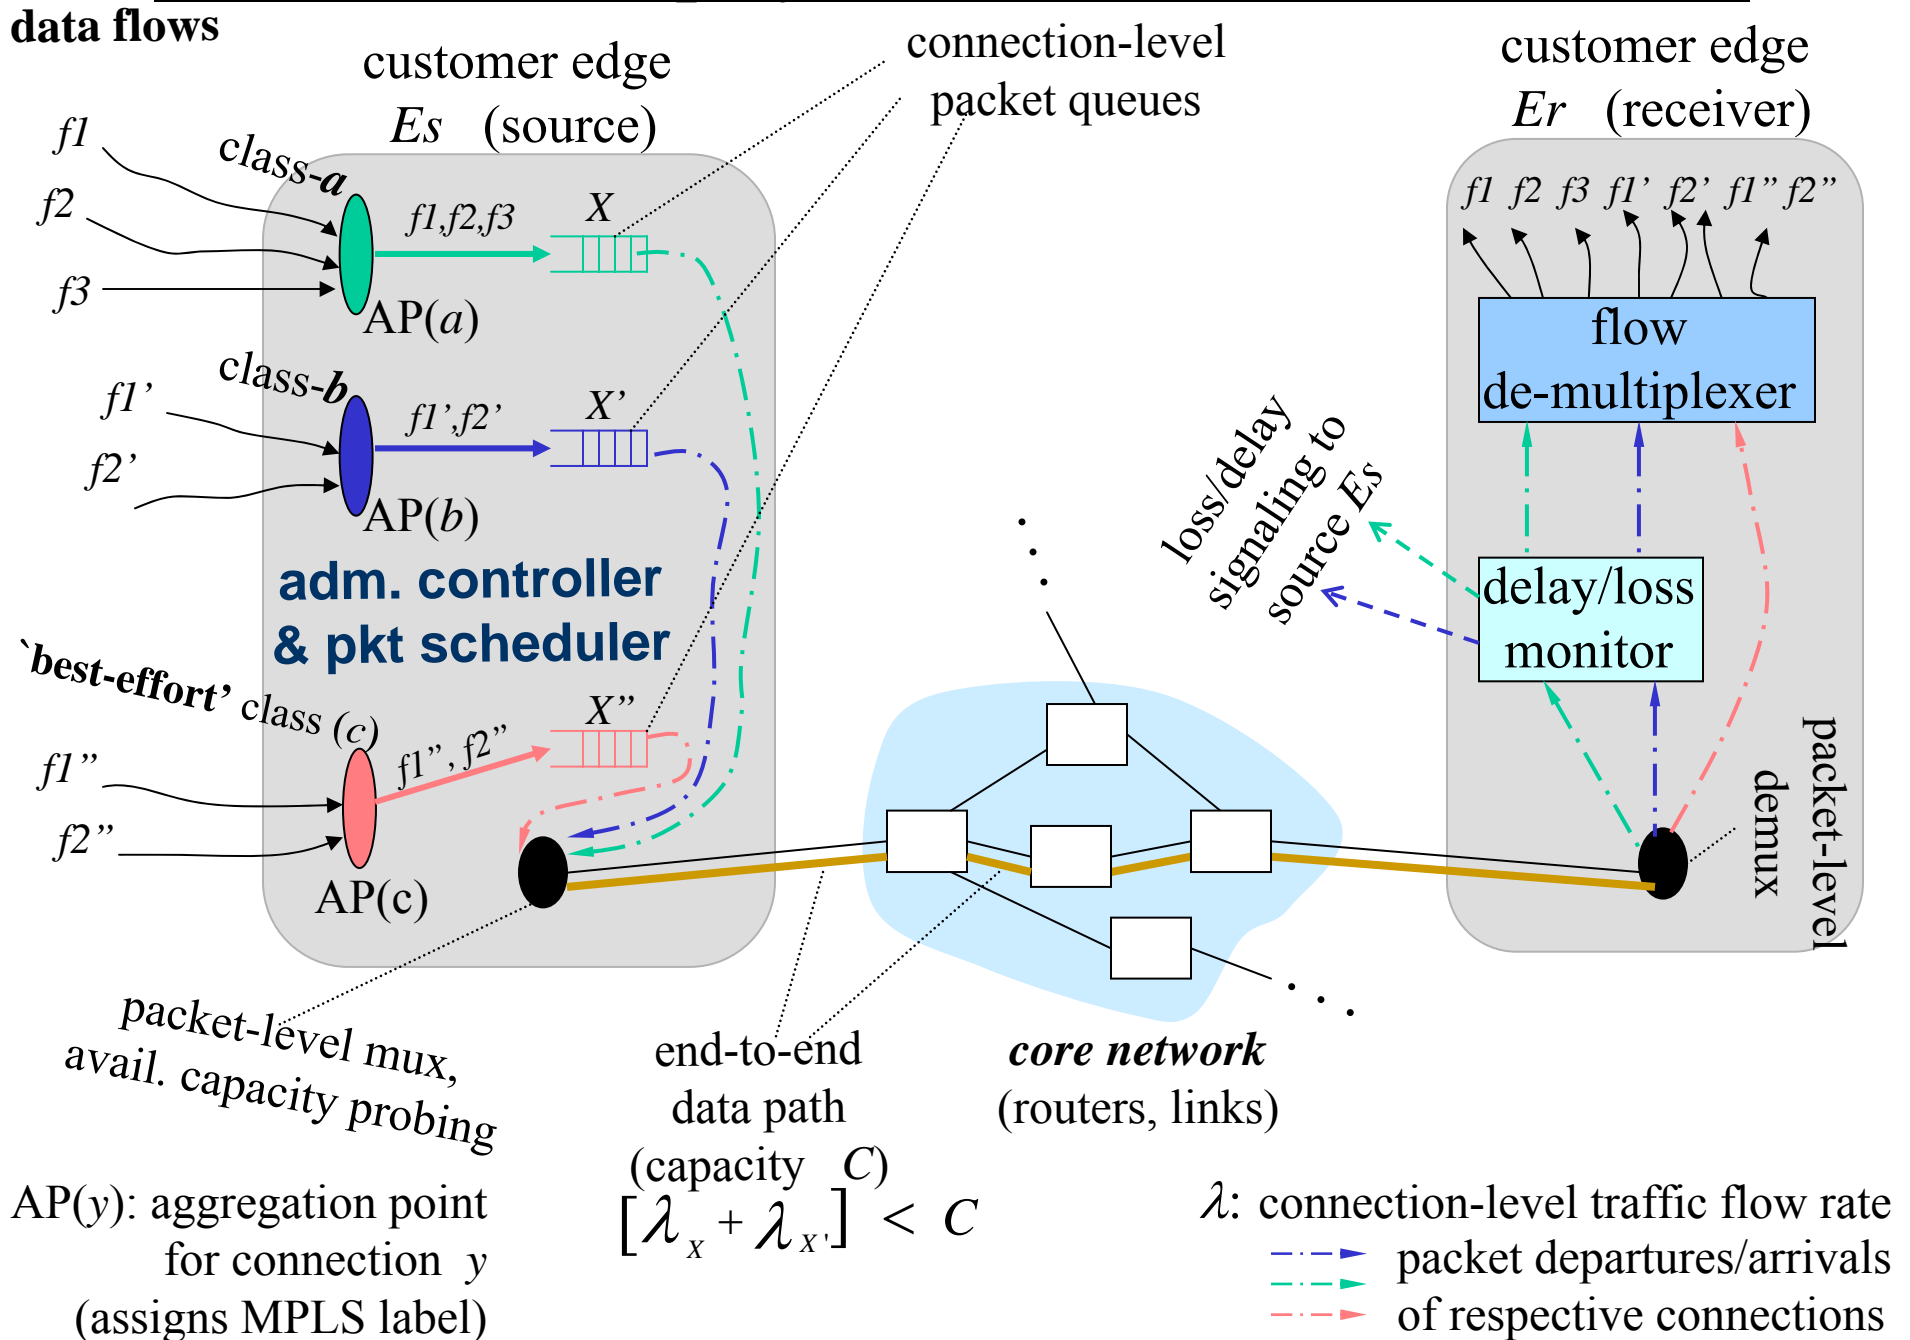 data flows
customer edge
Es (source)
connection-level
packet queues
customer edge
Er (receiver)
f1
f2
f3
class-a
f1,f2,f3
X
AP(a)
class-b
f1'
f2'
f1',f2'
X'
AP(b)
adm. controller
& pkt scheduler
`best-effort' class (c)
f1”
f2”
f1”, f2”
X”
AP(c)
f1 f2 f3 f1' f2' f1” f2”
flow
de-multiplexer
loss/delay
signaling to
source Es
delay/loss
monitor
packet-level
demux
packet-level mux,
avail. capacity probing
end-to-end
data path
(capacity C)
core network
(routers, links)
AP(y): aggregation point
for connection y
(assigns MPLS label)
[λX + λX'] < C
λ: connection-level traffic flow rate
packet departures/arrivals
of respective connections